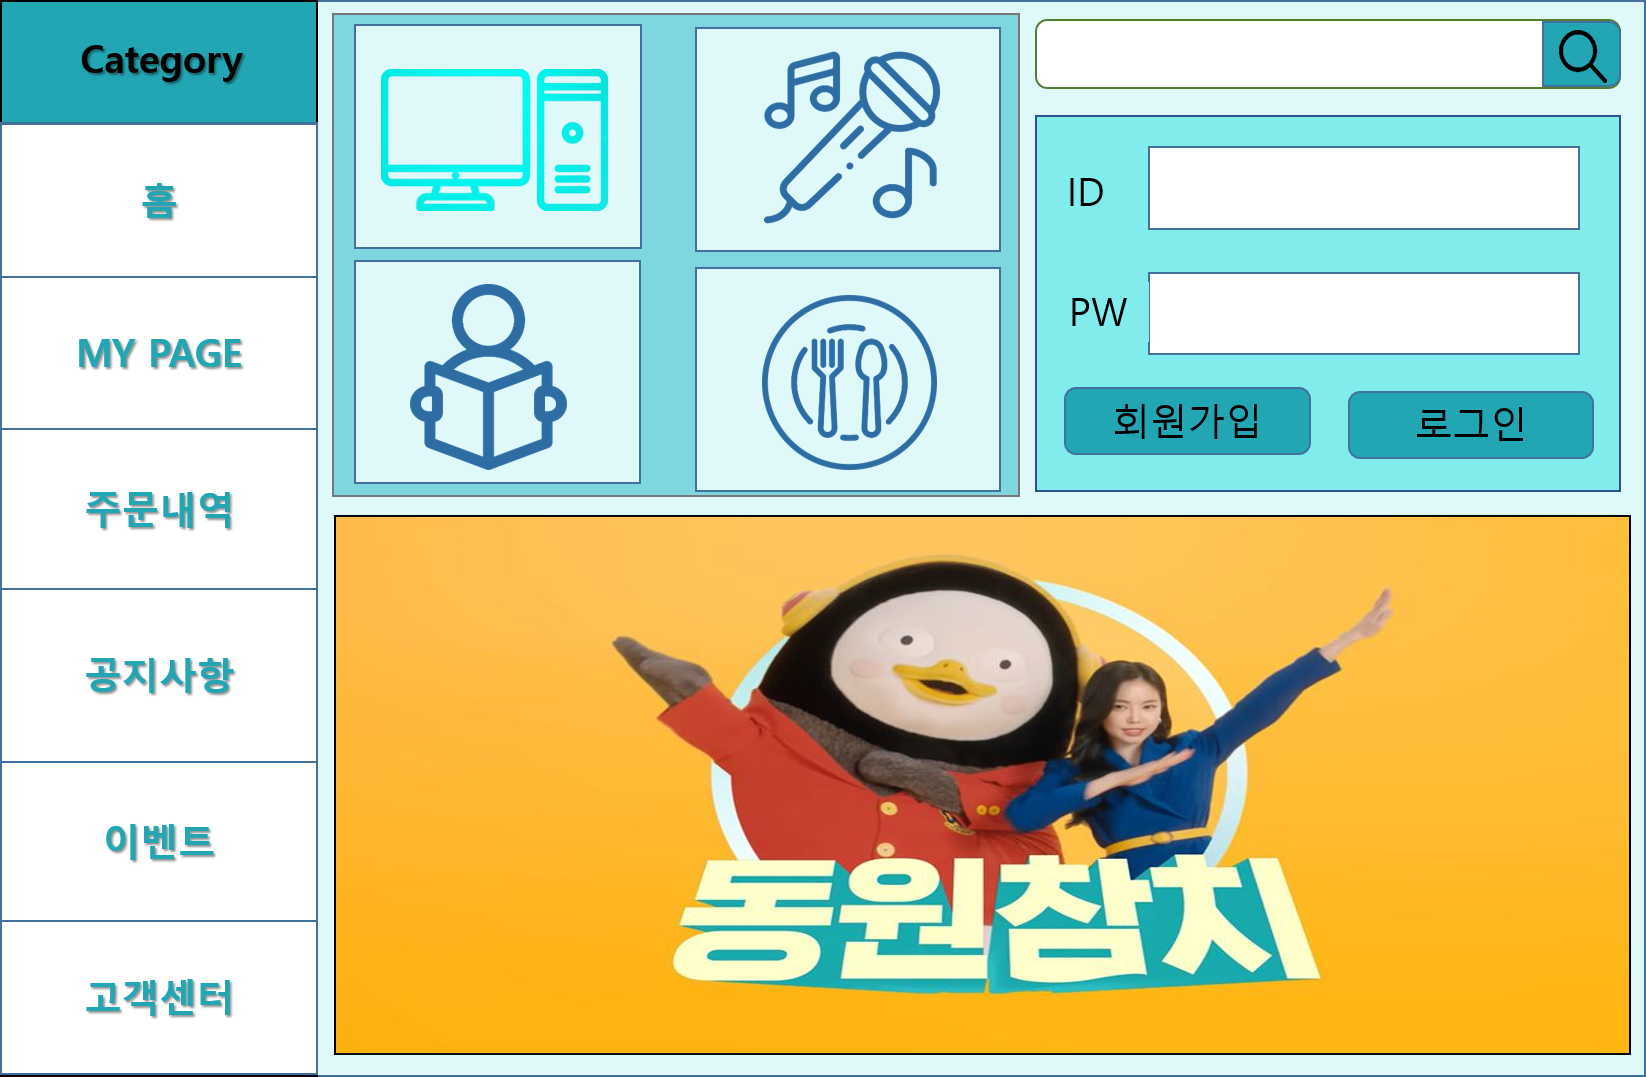 Category
홈
MY PAGE
주문내역
공지사항
이벤트
고객센터
ID
PW
회원가입
로그인
동원참치